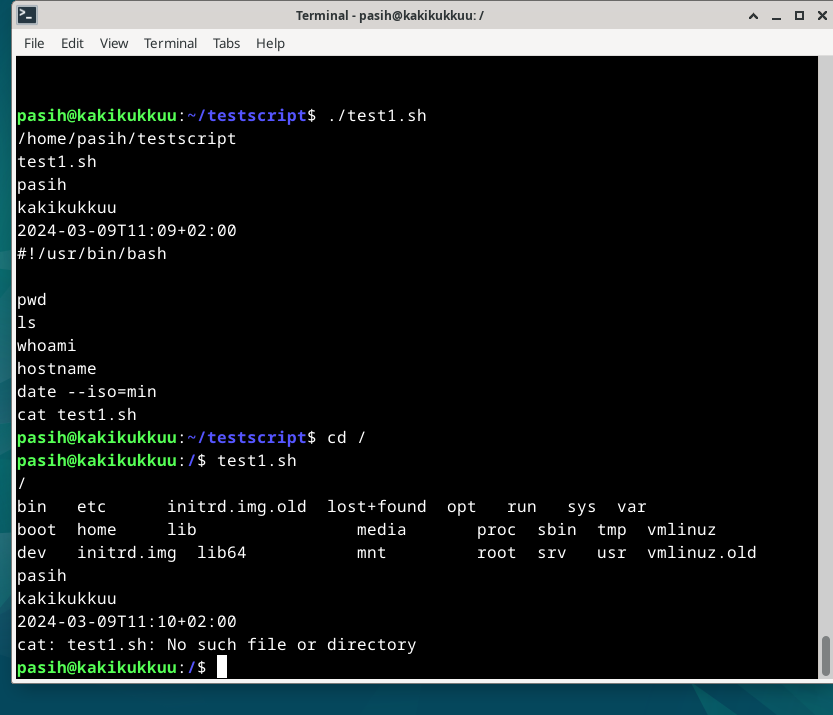 Terminal - pasih@kakikukkuu: /
File Edit View Terminal Tabs Help
pasih@kakikukkuu:~/testscript$ ./test1.sh
/home/pasih/testscript
test1.sh
pasih
kakikukkuu
2024-03-09T11:09+02:00
#!/usr/bin/bash

pwd
ls
whoami
hostname
date --iso=min
cat test1.sh
pasih@kakikukkuu:~/testscript$ cd /
pasih@kakikukkuu:/$ test1.sh
/
bin   etc      initrd.img.old  lost+found  opt   run   sys  var
boot  home     lib                media       proc  sbin  tmp  vmlinuz
dev   initrd.img  lib64           mnt         root  srv   usr  vmlinuz.old
pasih
kakikukkuu
2024-03-09T11:10+02:00
cat: test1.sh: No such file or directory
pasih@kakikukkuu:/$